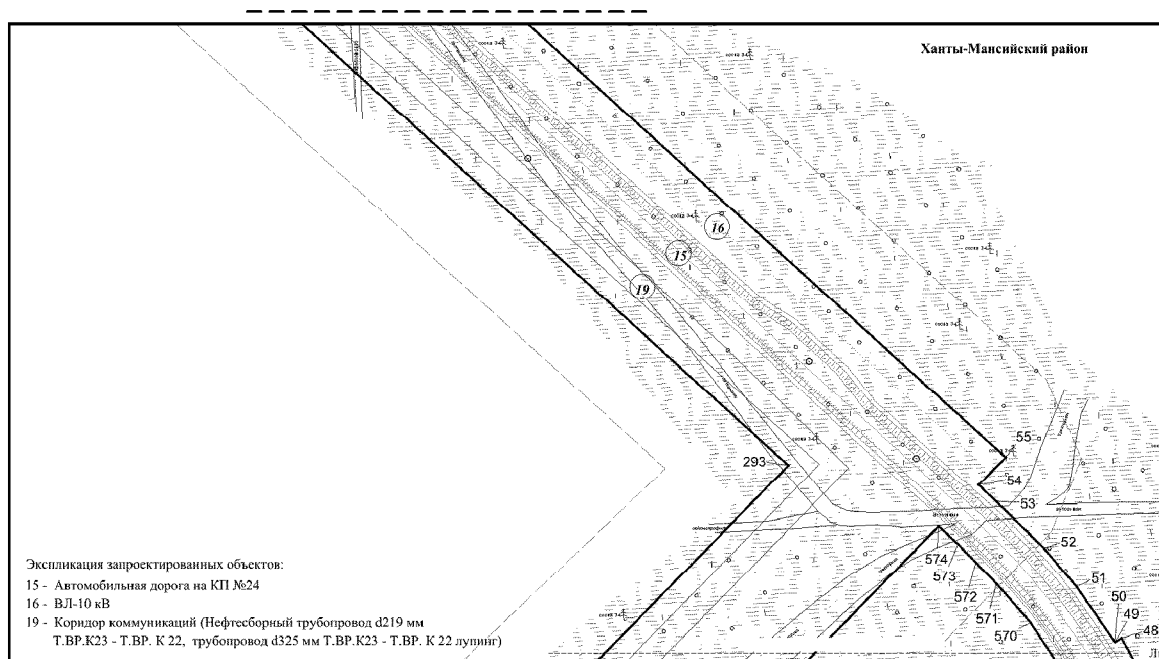 Ханты-Мансийский район
16
15
19
293
55
54
53
52
51
50
49
48
574
573
572
571
570
Экспликация запроектированных объектов:
15 - Автомобильная дорога на КП №24
16 - ВЛ-10 кВ
19 - Коридор коммуникаций (Нефтесборный трубопровод d219 мм
Т.ВР.К23 - Т.ВР. К 22, трубопровод d325 мм Т.ВР.К23 - Т.ВР. К 22 лупинг)